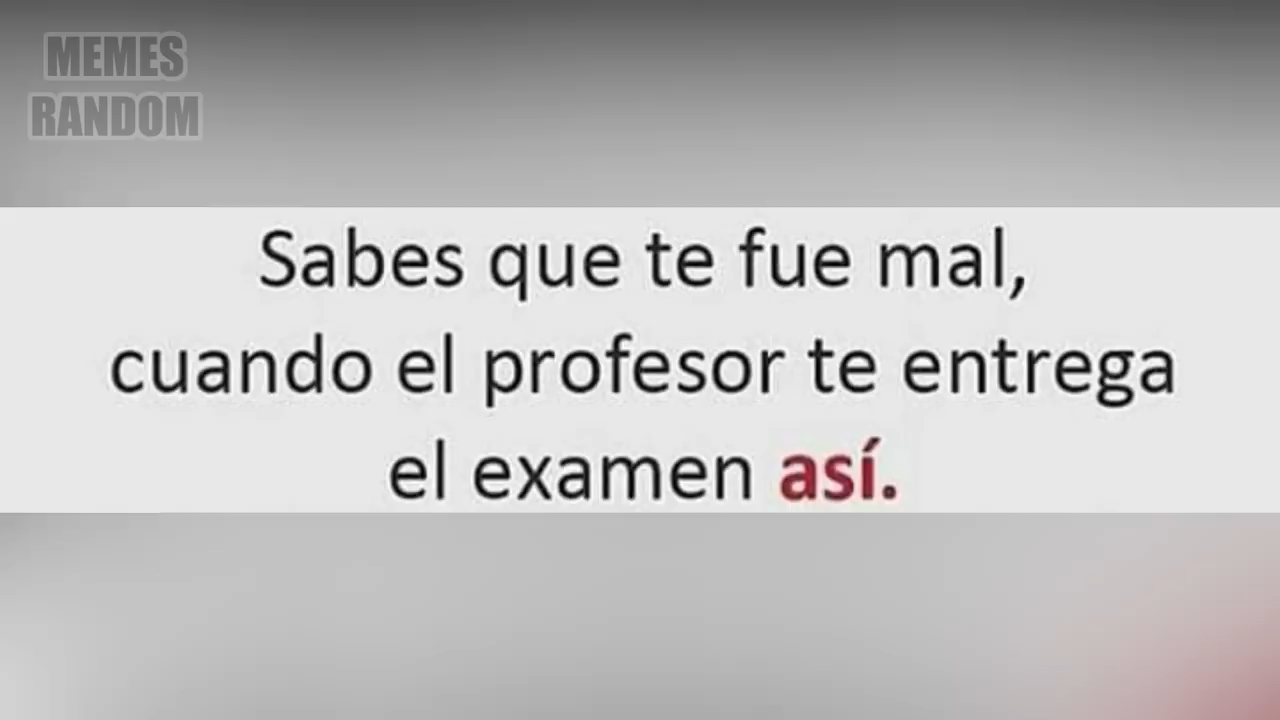 MEMES
RANDOM
Sabes que te fue mal,
cuando el profesor te entrega
el examen así.